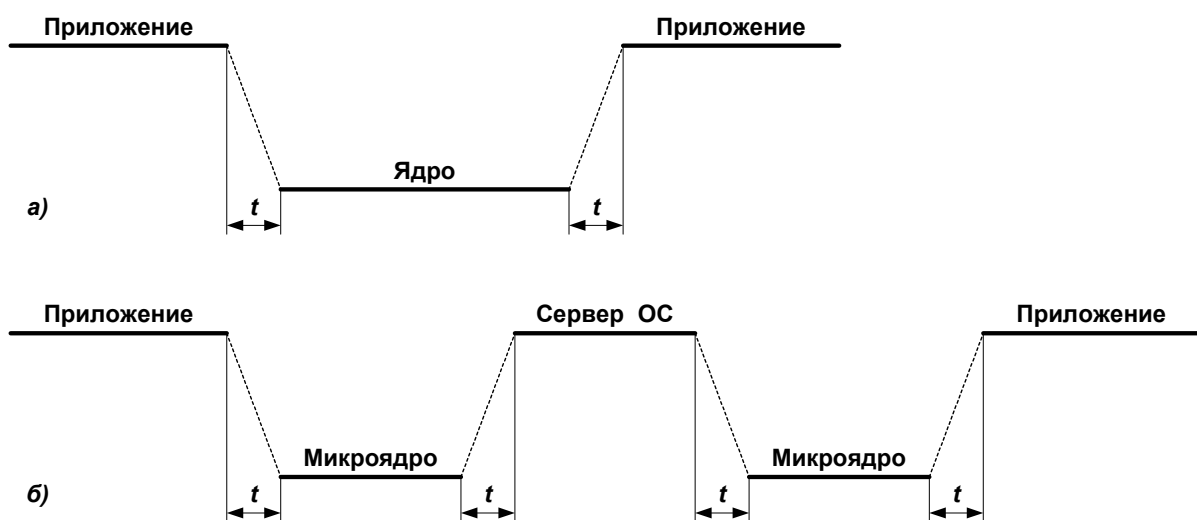 Приложение Приложение
Ядро
а) t t
Приложение Сервер ОС Приложение
Микроядро Микроядро
б) t t t t